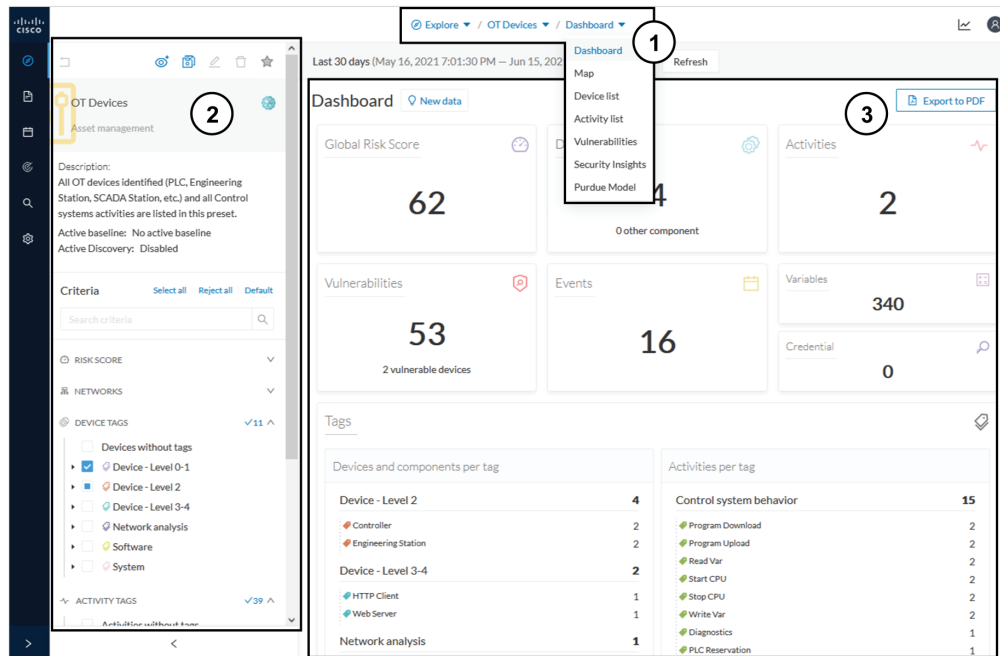 cisco
Explore / OT Devices / Dashboard
1
Dashboard
Map
Device list
Activity list
Vulnerabilities
Security Insights
Purdue Model
Last 30 days (May 16, 2021 7:01:30 PM — Jun 15, 202
Refresh
2
OT Devices
Asset management
Description:
All OT devices identified (PLC, Engineering
Station, SCADA Station, etc.) and all Control
systems activities are listed in this preset.
Active baseline: No active baseline
Active Discovery: Disabled
Criteria Select all Reject all Default
Search criteria
RISK SCORE
NETWORKS
DEVICE TAGS 11
Devices without tags
Device - Level 0-1
Device - Level 2
Device - Level 3-4
Network analysis
Software
System
ACTIVITY TAGS 39
Activities without tags
Dashboard New data
3
Export to PDF
Global Risk Score
62
D
4
0 other component
Activities
2
Vulnerabilities
53
2 vulnerable devices
Events
16
Variables
340
Credential
0
Tags
Devices and components per tag
Device - Level 2 4
Controller 2
Engineering Station 2
Device - Level 3-4 2
HTTP Client 1
Web Server 1
Network analysis 1
Activities per tag
Control system behavior 15
Program Download 2
Program Upload 2
Read Var 2
Start CPU 2
Stop CPU 2
Write Var 2
Diagnostics 1
PLC Reservation 1